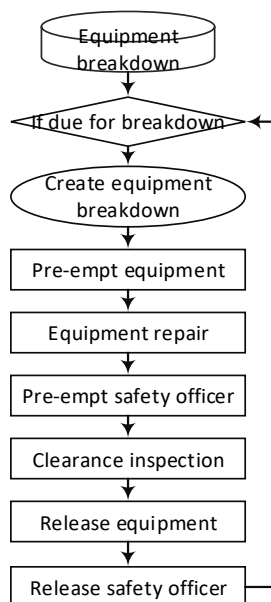 Equipment
breakdown
If due for breakdown
Create equipment
breakdown
Pre-empt equipment
Equipment repair
Pre-empt safety officer
Clearance inspection
Release equipment
Release safety officer